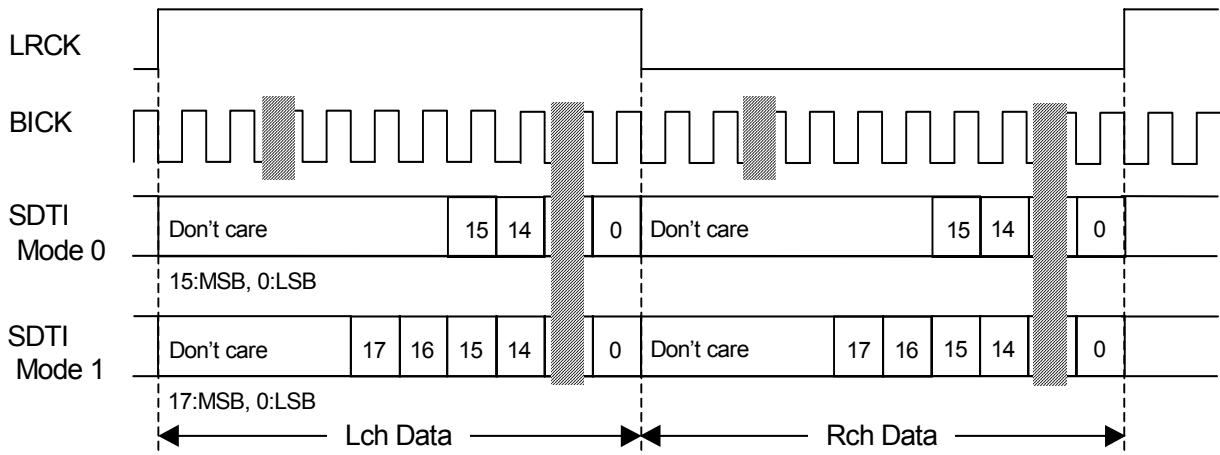 LRCK
BICK
SDTI
Mode 0
Don't care 15 14 0 Don't care 15 14 0
15:MSB, 0:LSB
SDTI
Mode 1
Don't care 17 16 15 14 0 Don't care 17 16 15 14 0
17:MSB, 0:LSB
Lch Data Rch Data